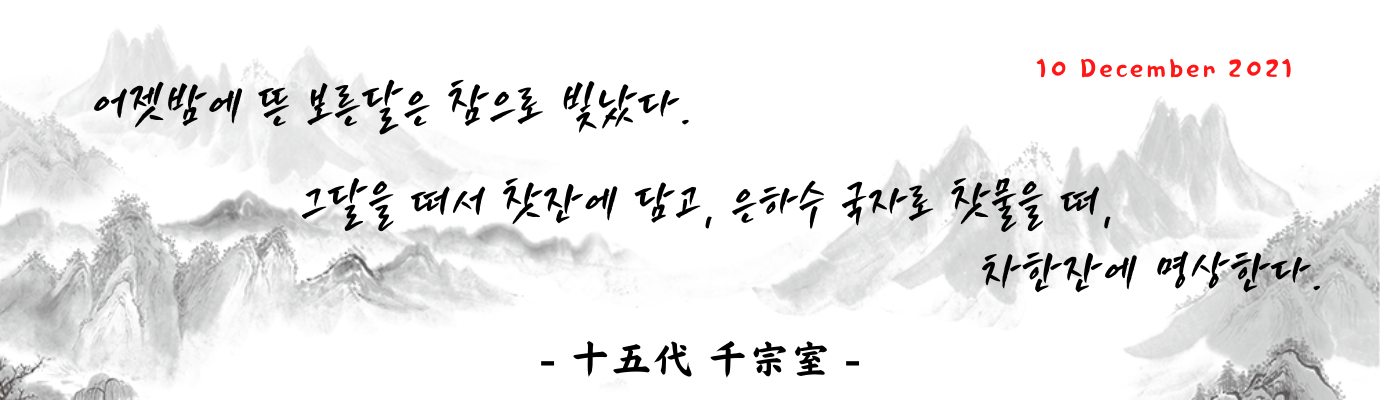 10 December 2021
어젯밤에 뜬 보른달은 참으로 빛났다.
그달을 떠서 찻잔에 담고, 은하수 국자로 찻물을 떠,
차한잔에 명상한다.
- 十五代 千宗室 -